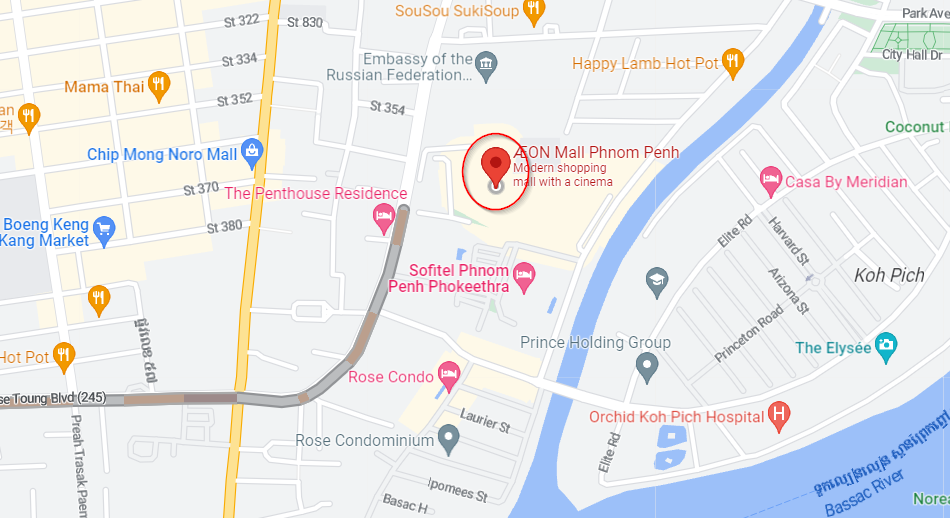 SouSou SukiSoup
Park Ave
St 322
St 830
City Hall Dr
St 334
Embassy of the
Russian Federation...
Happy Lamb Hot Pot
Mama Thai
St 352
St 354
객
Coconut
Chip Mong Noro Mall
ÆON Mall Phnom Penh
Modern shopping
mall with a cinema
St 370
The Penthouse Residence
Casa By Meridian
Boeng Keng
Kang Market
St 380
Elite Rd
Harvard St
Sofitel Phnom
Penh Phokeethra
Arizona St
Koh Pich
Princeton Road
Prince Holding Group
The Elysée
Hot Pot
Rose Condo
se Toung Blvd (245)
Laurier St
Orchid Koh Pich Hospital
Preah Trasak Paem
Rose Condominium
Elite Rd
Ipomees St
Basac H
Bassac River
Norea